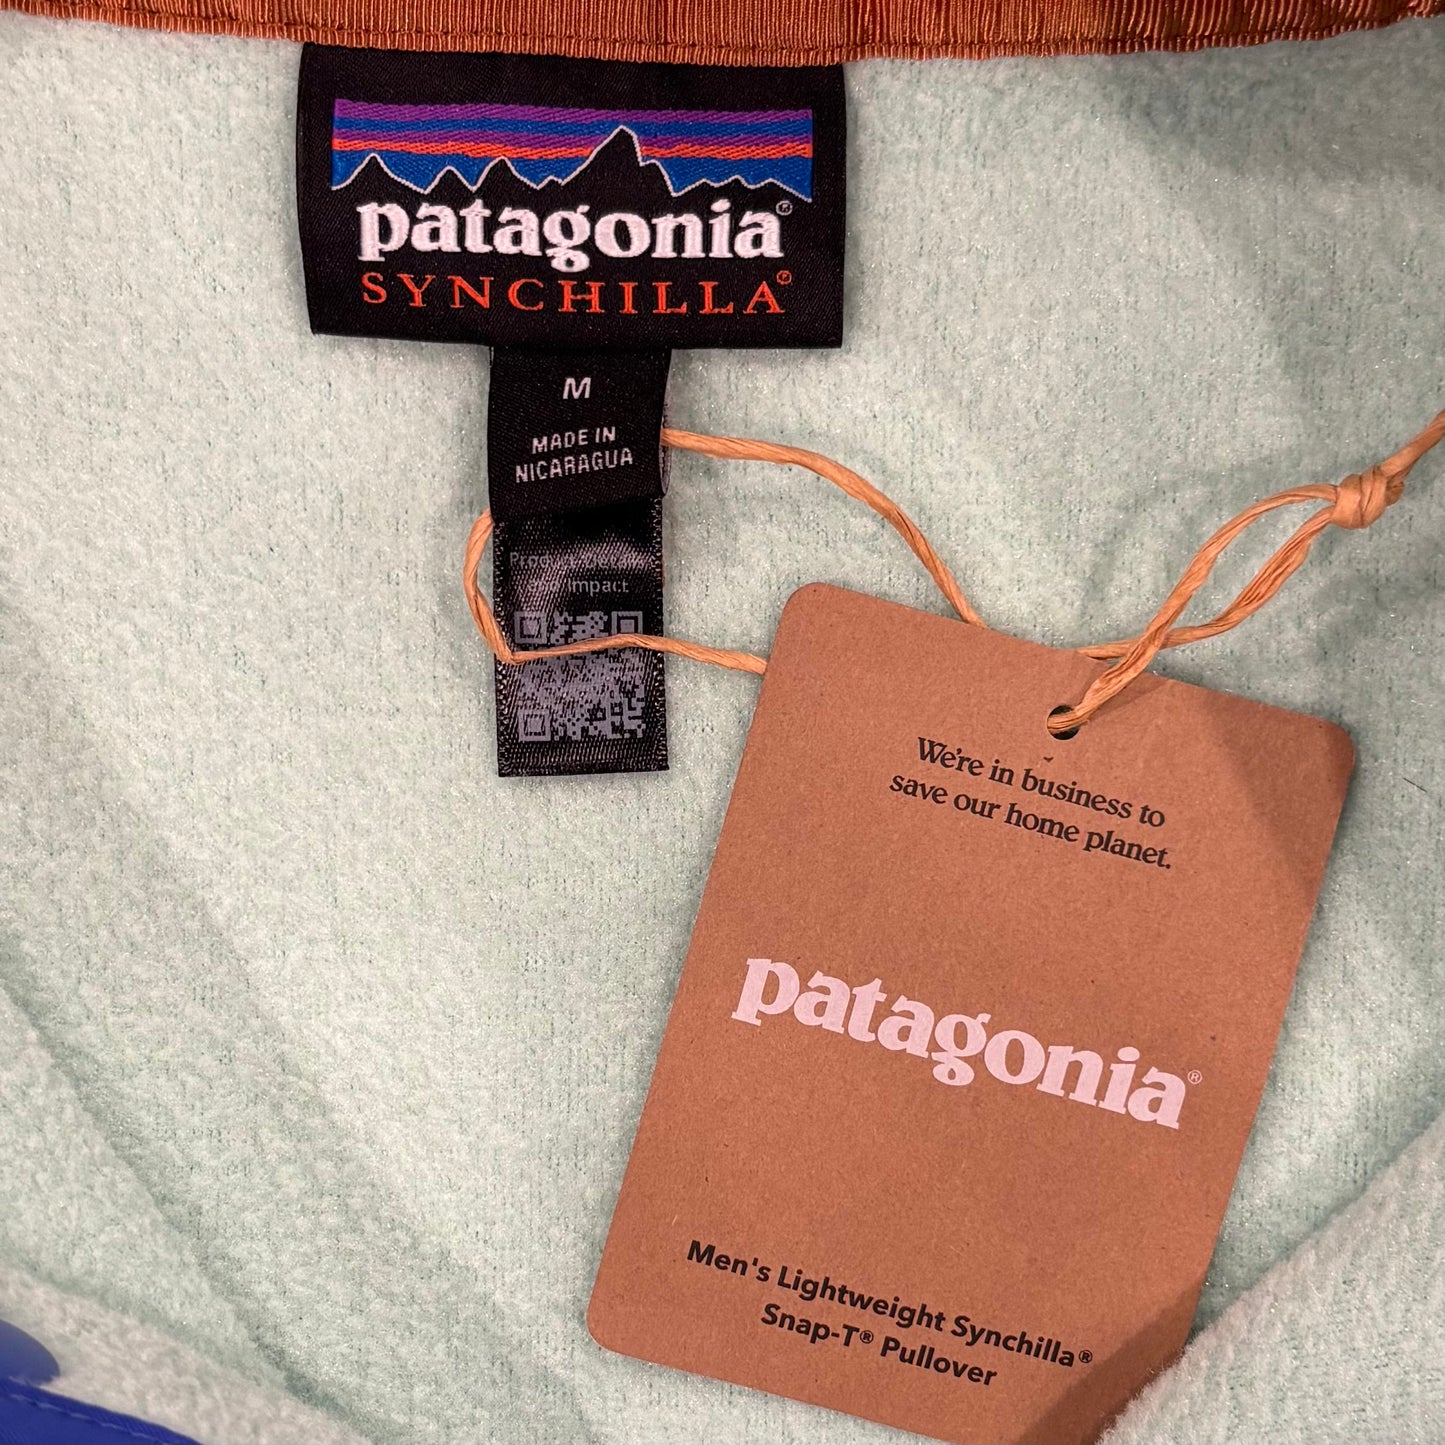 patagonia®
SYNCHILLA®
M
MADE IN
NICARAGUA
Impact
We're in business to
save our home planet.
patagonia®
Men's Lightweight Synchilla®
Snap-T® Pullover